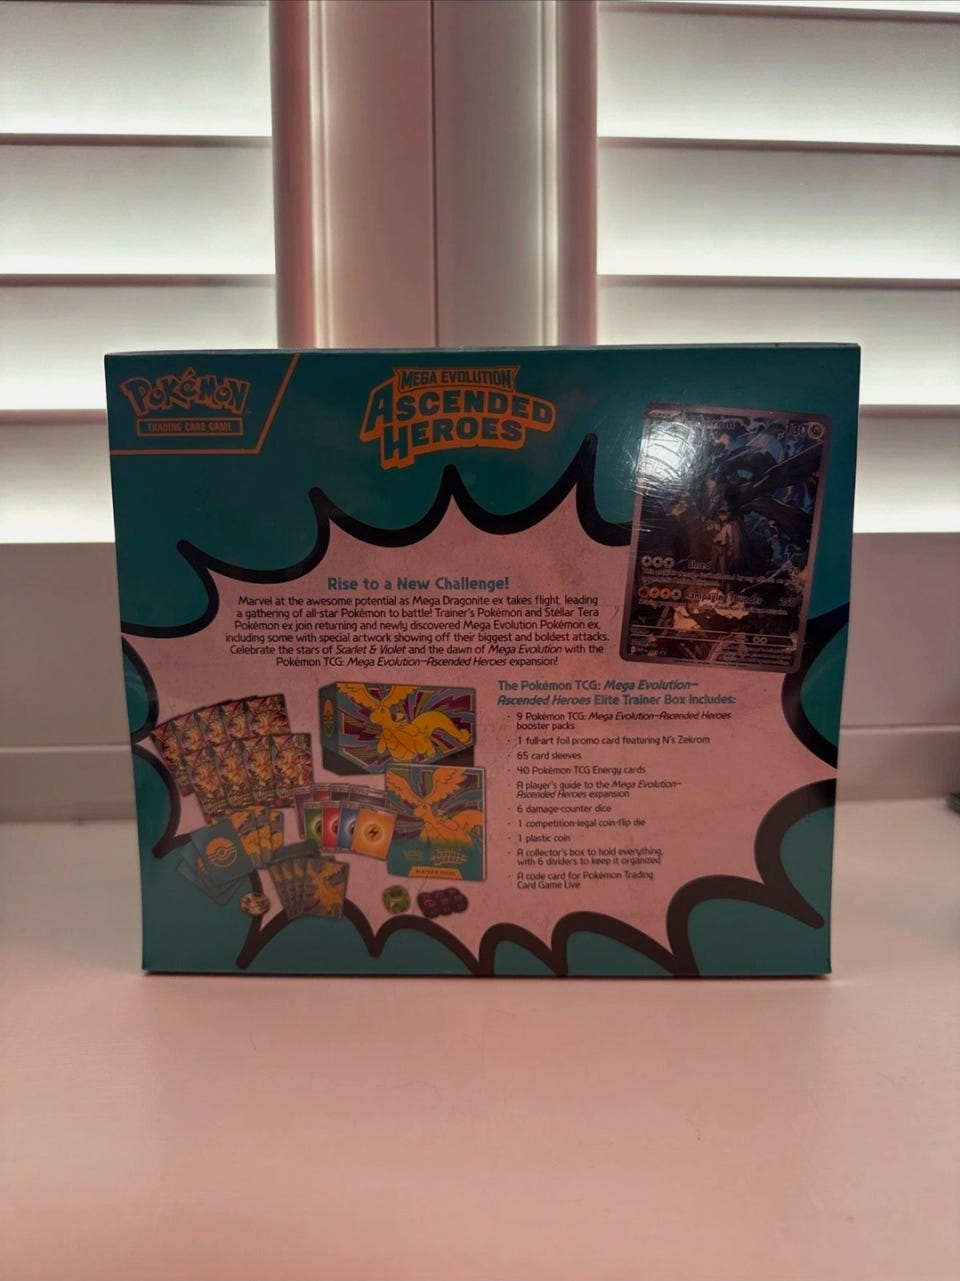 POKéMON
TRADING CARD GAME
MEGA EVOLUTION
ASCENDED
HEROES
130
Shred
Rampaging Thunder
Rise to a New Challenge!
Marvel at the awesome potential as Mega Dragonite ex takes flight, leading
a gathering of all-star Pokémon to battle! Trainer's Pokémon and Stellar Tera
Pokémon ex join returning and newly discovered Mega Evolution Pokémon ex,
including some with special artwork showing off their biggest and boldest attacks.
Celebrate the stars of Scarlet & Violet and the dawn of Mega Evolution with the
Pokémon TCG: Mega Evolution—Ascended Heroes expansion!
The Pokémon TCG: Mega Evolution—
Ascended Heroes Elite Trainer Box includes:
· 9 Pokémon TCG: Mega Evolution—Ascended Heroes
booster packs
· 1 full-art foil promo card featuring N's Zekrom
· 65 card sleeves
· 40 Pokémon TCG Energy cards
· A player's guide to the Mega Evolution—
Ascended Heroes expansion
· 6 damage-counter dice
· 1 competition-legal coin-flip die
· 1 plastic coin
· A collector's box to hold everything,
with 6 dividers to keep it organized
· A code card for Pokémon Trading
Card Game Live
ASCENDED
HEROES
PLAYER'S GUIDE